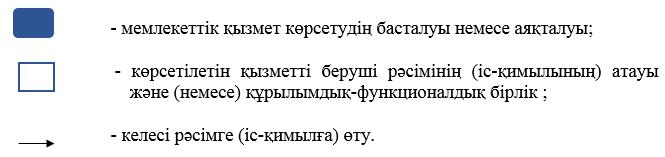 - мемлекеттік қызмет көрсетудің басталуы немесе аяқталуы;
- көрсетілетін қызметті беруші рәсімінің (іс-қимылының) атауы
және (немесе) құрылымдық-функционалдық бірлік ;
- келесі рәсімге (іс-қимылға) өту.